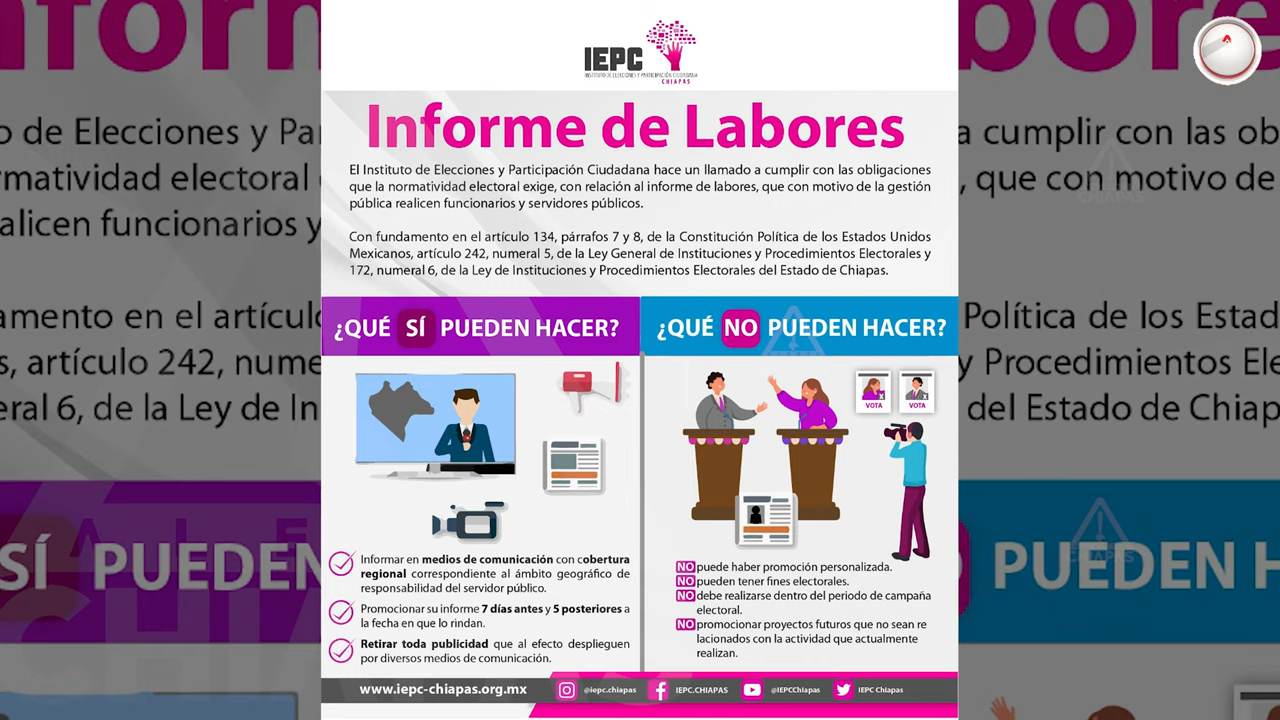 IEPC
INSTITUTO DE ELECCIONES Y PARTICIPACIÓN CIUDADANA
CHIAPAS
Informe de Labores
El Instituto de Elecciones y Participación Ciudadana hace un llamado a cumplir con las obligaciones
que la normatividad electoral exige, con relación al informe de labores, que con motivo de la gestión
pública realicen funcionarios y servidores públicos.
Con fundamento en el artículo 134, párrafos 7 y 8, de la Constitución Política de los Estados Unidos
Mexicanos, artículo 242, numeral 5, de la Ley General de Instituciones y Procedimientos Electorales y
172, numeral 6, de la Ley de Instituciones y Procedimientos Electorales del Estado de Chiapas.
¿QUÉ SÍ PUEDEN HACER?
¿QUÉ NO PUEDEN HACER?
VOTA
VOTA
Informar en medios de comunicación con cobertura
regional correspondiente al ámbito geográfico de
responsabilidad del servidor público.
Promocionar su informe 7 días antes y 5 posteriores a
la fecha en que lo rindan.
Retirar toda publicidad que al efecto desplieguen
por diversos medios de comunicación.
NO puede haber promoción personalizada.
NO pueden tener fines electorales.
NO debe realizarse dentro del periodo de campaña
electoral.
NO promocionar proyectos futuros que no sean re
lacionados con la actividad que actualmente
realizan.
www.iepc-chiapas.org.mx
@iepc.chiapas
IEPC.CHIAPAS
@IEPCChiapas
IEPC Chiapas